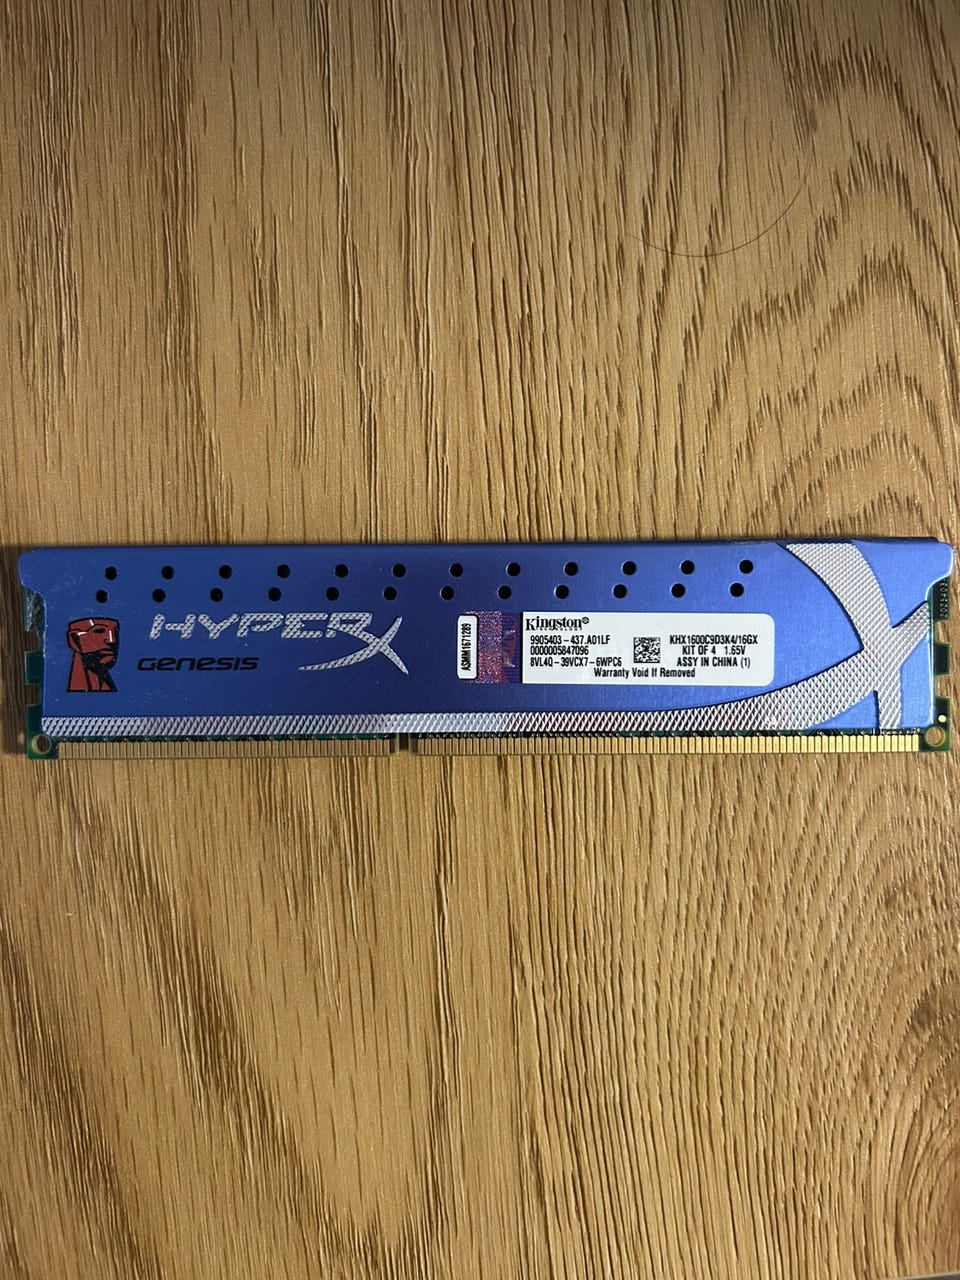 HYPERX
GENESIS
ASMM1671289
Kingston®
TECHNOLOGY
9905403-437.A01LF
0000005847096
8VL4Q-39VCX7-6WPC6
KHX1600C9D3K4/16GX
KIT OF 4 1.65V
ASSY IN CHINA (1)
Warranty Void If Removed